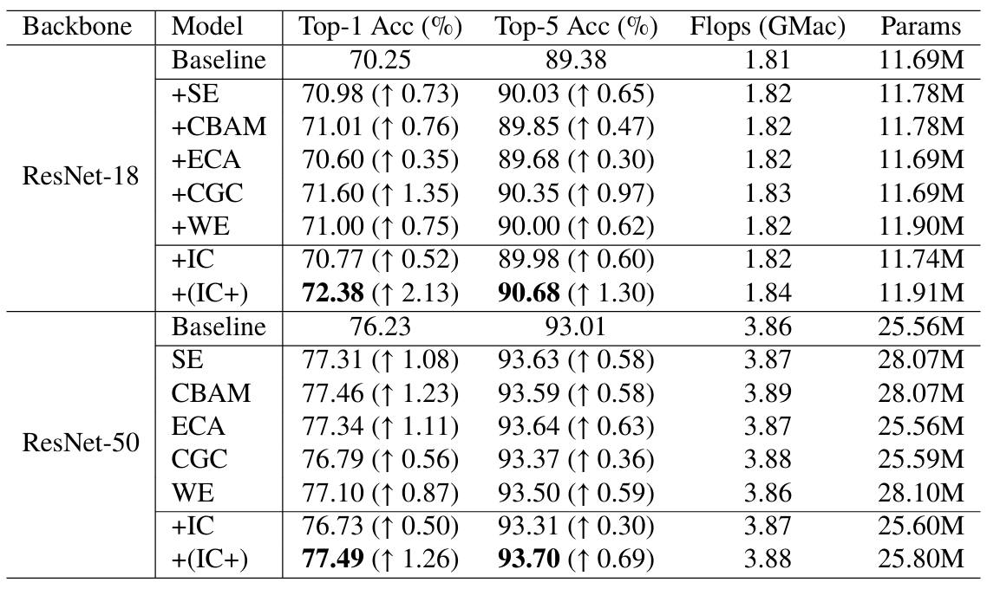 Backbone Model Top-1 Acc (%) Top-5 Acc (%) Flops (GMac) Params
Baseline 70.25 89.38 1.81 11.69M
+SE 70.98 (↑ 0.73) 90.03 (↑ 0.65) 1.82 11.78M
+CBAM 71.01 (↑ 0.76) 89.85 (↑ 0.47) 1.82 11.78M
+ECA 70.60 (↑ 0.35) 89.68 (↑ 0.30) 1.82 11.69M
ResNet-18
+CGC 71.60 (↑ 1.35) 90.35 (↑ 0.97) 1.83 11.69M
+WE 71.00 (↑ 0.75) 90.00 (↑ 0.62) 1.82 11.90M
+IC 70.77 (↑ 0.52) 89.98 (↑ 0.60) 1.82 11.74M
+(IC+) 72.38 (↑ 2.13) 90.68 (↑ 1.30) 1.84 11.91M
Baseline 76.23 93.01 3.86 25.56M
SE 77.31 (↑ 1.08) 93.63 (↑ 0.58) 3.87 28.07M
CBAM 77.46 (↑ 1.23) 93.59 (↑ 0.58) 3.89 28.07M
ECA 77.34 (↑ 1.11) 93.64 (↑ 0.63) 3.87 25.56M
ResNet-50
CGC 76.79 (↑ 0.56) 93.37 (↑ 0.36) 3.88 25.59M
WE 77.10 (↑ 0.87) 93.50 (↑ 0.59) 3.86 28.10M
+IC 76.73 (↑ 0.50) 93.31 (↑ 0.30) 3.87 25.60M
+(IC+) 77.49 (↑ 1.26) 93.70 (↑ 0.69) 3.88 25.80M